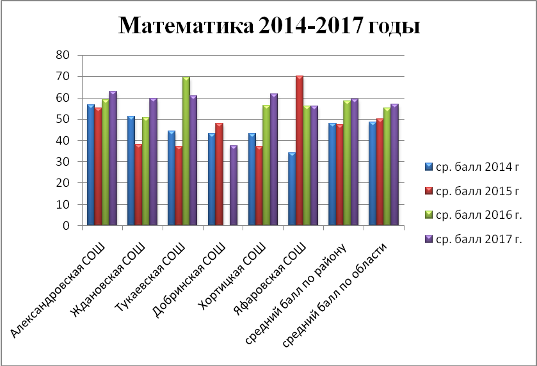 Математика 2014-2017 годы
80
70
60
50
40
30
20
10
0
Александровская СОШ
Ждановская СОШ
Тукаевская СОШ
Добринская СОШ
Хортицкая СОШ
Яфаровская СОШ
средний балл по району
средний балл по области
ср. балл 2014 г
ср. балл 2015 г
ср. балл 2016 г.
ср. балл 2017 г.